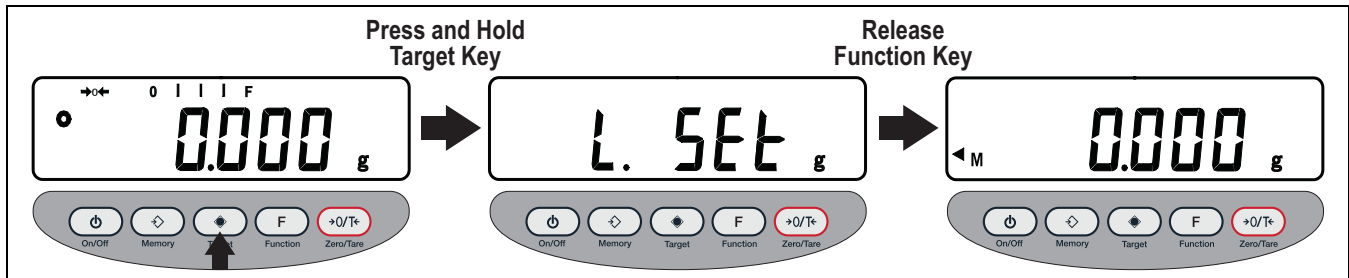 Press and Hold
Target Key
Release
Function Key
→0← 0 I I I F
0.000 g
L. SEt g
M 0.000 g
→0/T← F
On/Off Memory Target Function Zero/Tare
F →0/T←
On/Off Memory Target Function Zero/Tare
F →0/T←
On/Off Memory Target Function Zero/Tare